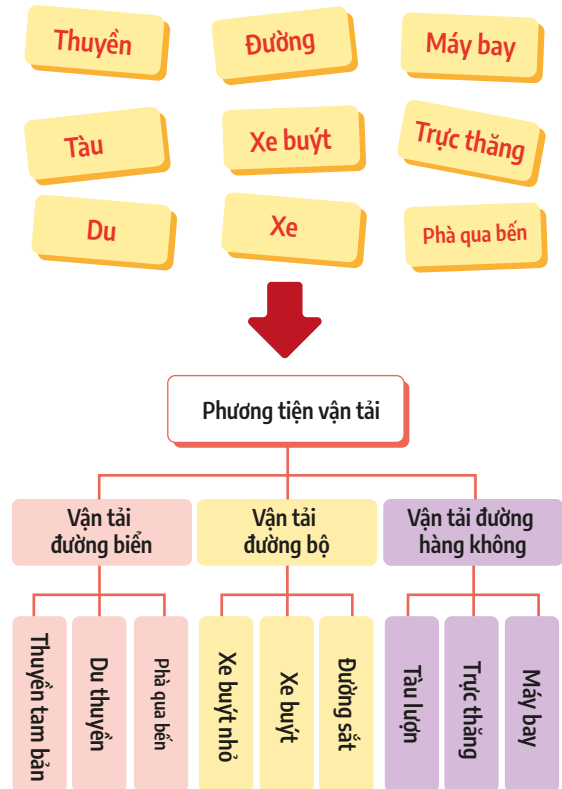 Thuyền
Đường
Máy bay
Tàu
Xe buýt
Trực thăng
Du
Xe
Phà qua bến
Phương tiện vận tải
Vận tải
đường biển
Vận tải
đường bộ
Vận tải đường
hàng không
Thuyền tam bản
Du thuyền
Phà qua bến
Xe buýt nhỏ
Xe buýt
Đường sắt
Tàu lượn
Trực thăng
Máy bay